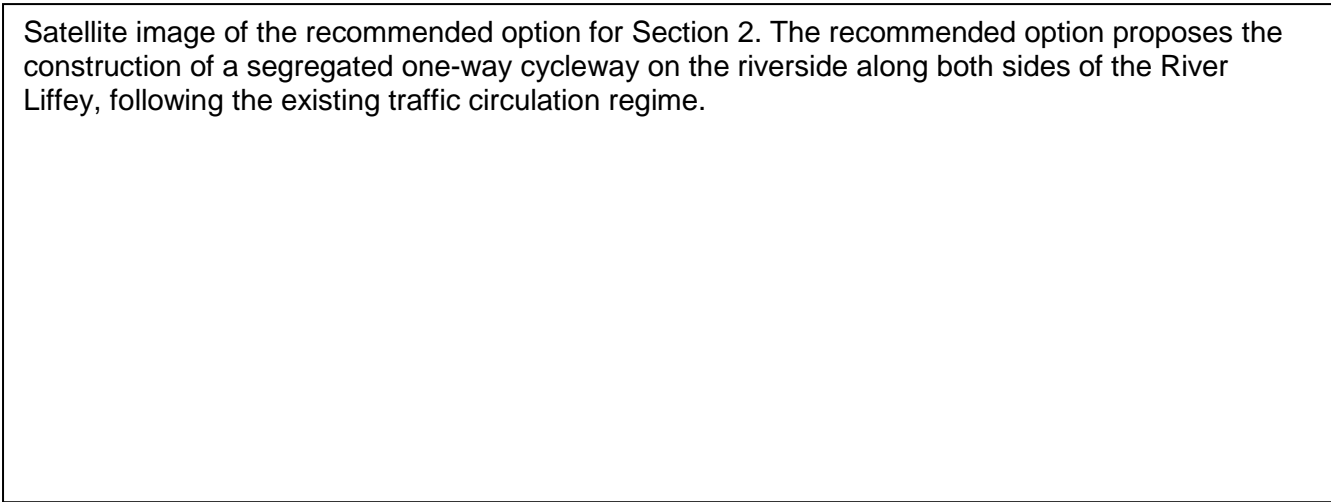 Satellite image of the recommended option for Section 2. The recommended option proposes the
construction of a segregated one-way cycleway on the riverside along both sides of the River
Liffey, following the existing traffic circulation regime.